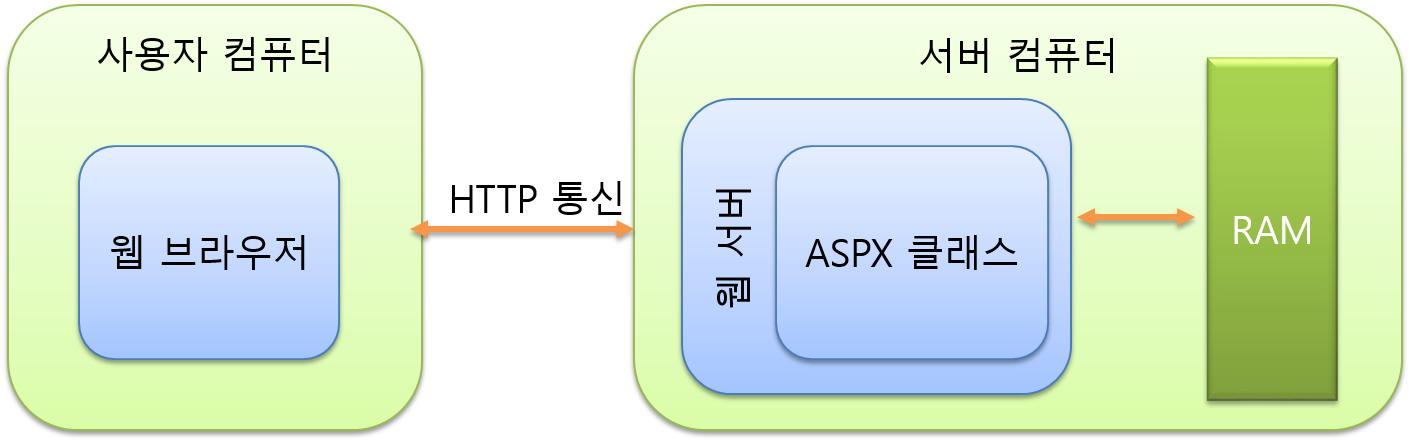 사용자 컴퓨터
웹 브라우저
HTTP 통신
서버 컴퓨터
웹 서버
ASPX 클래스
RAM